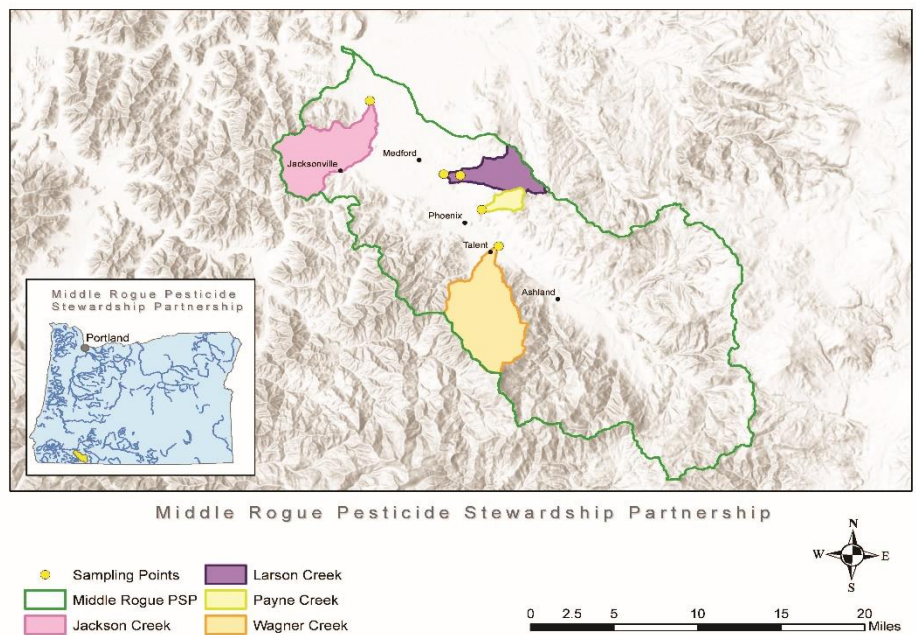 Medford
Jacksonville
Phoenix
Talent
Ashland
Middle Rogue Pesticide
Stewardship Partnership
Portland
Middle Rogue Pesticide Stewardship Partnership
Sampling Points
Middle Rogue PSP
Jackson Creek
Larson Creek
Payne Creek
Wagner Creek
N
W E
S
0 2.5 5 10 15 20
Miles